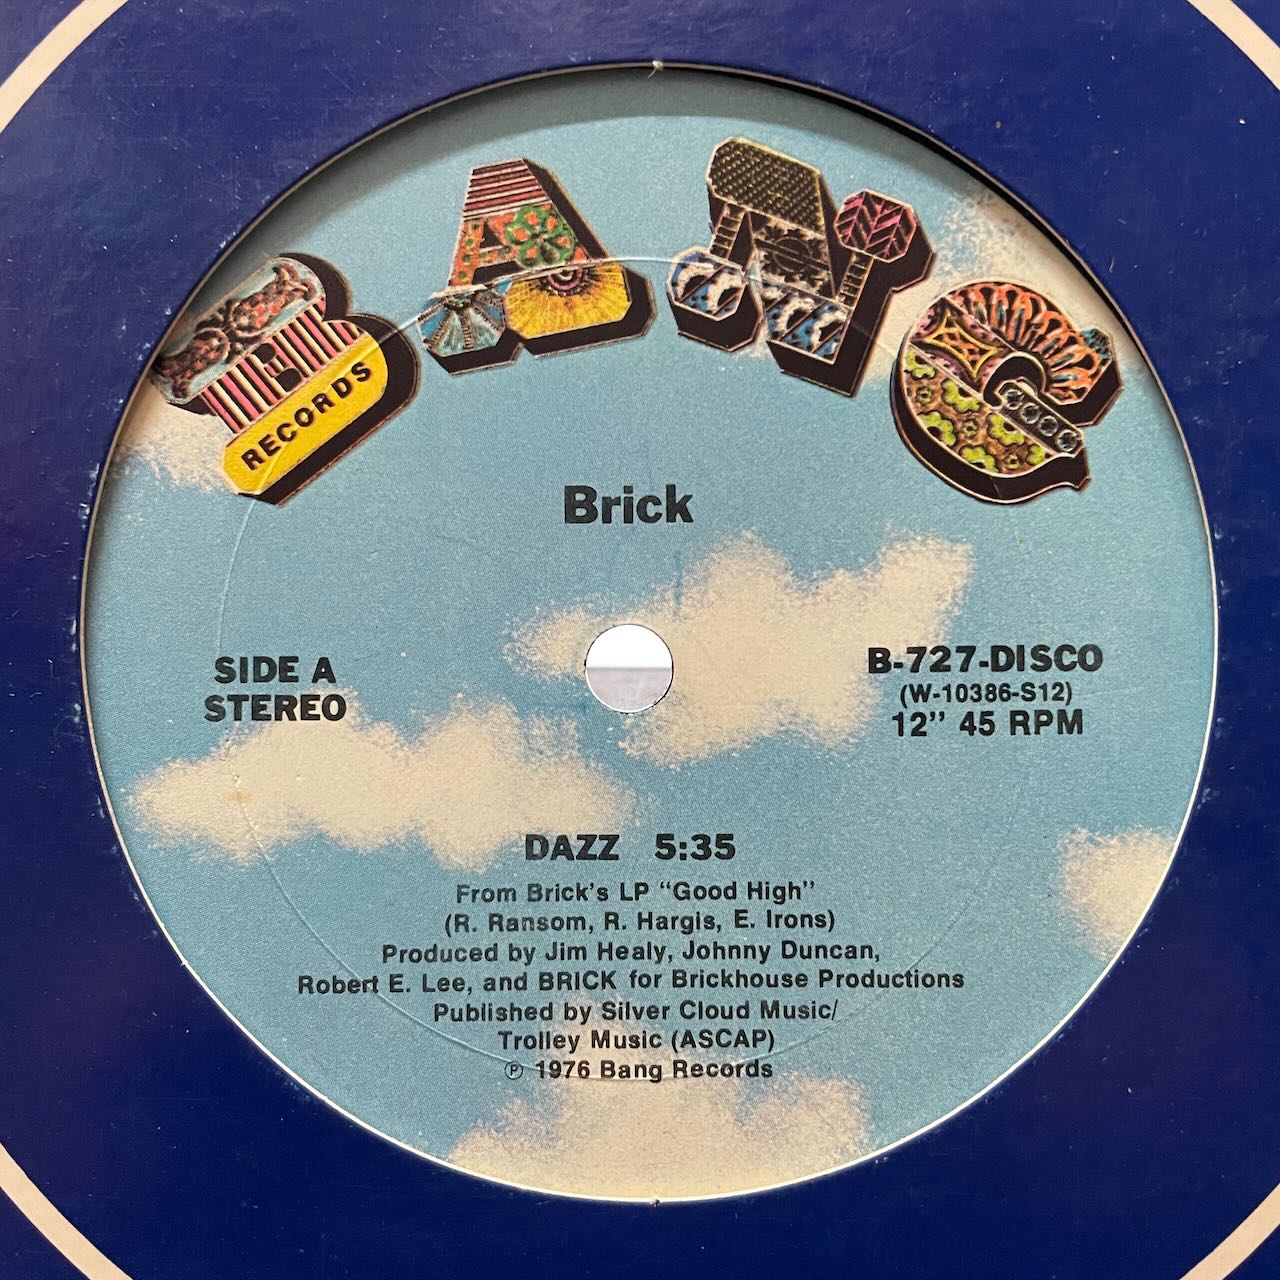 BANG
RECORDS
Brick
SIDE A
STEREO
B-727-DISCO
(W-10386-S12)
12" 45 RPM
DAZZ 5:35
From Brick's LP "Good High"
(R. Ransom, R. Hargis, E. Irons)
Produced by Jim Healy, Johnny Duncan,
Robert E. Lee, and BRICK for Brickhouse Productions
Published by Silver Cloud Music/
Trolley Music (ASCAP)
℗ 1976 Bang Records